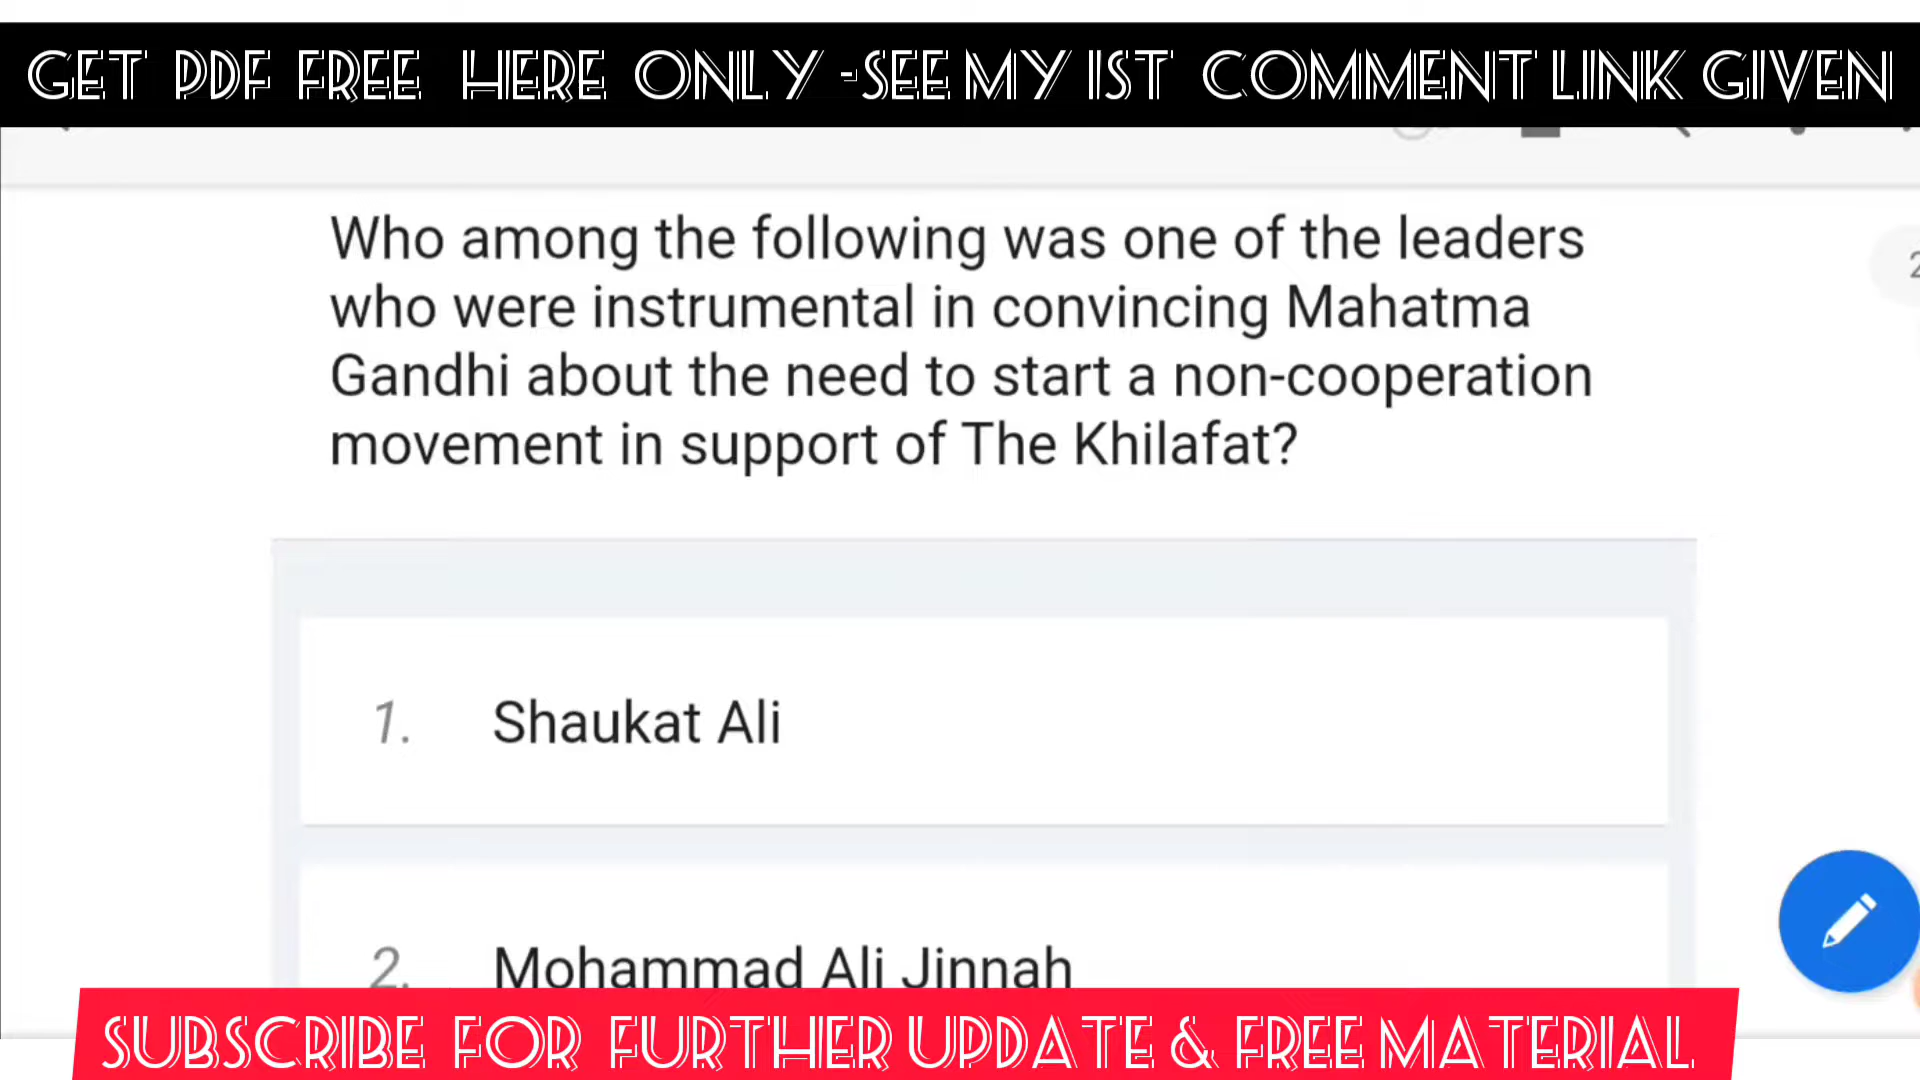 GET PDF FREE HERE ONLY -SEE MY IST COMMENT LINK GIVEN
Who among the following was one of the leaders
who were instrumental in convincing Mahatma
Gandhi about the need to start a non-cooperation
movement in support of The Khilafat?
1. Shaukat Ali
2. Mohammad Ali Jinnah
SUBSCRIBE FOR FURTHER UPDATE & FREE MATERIAL